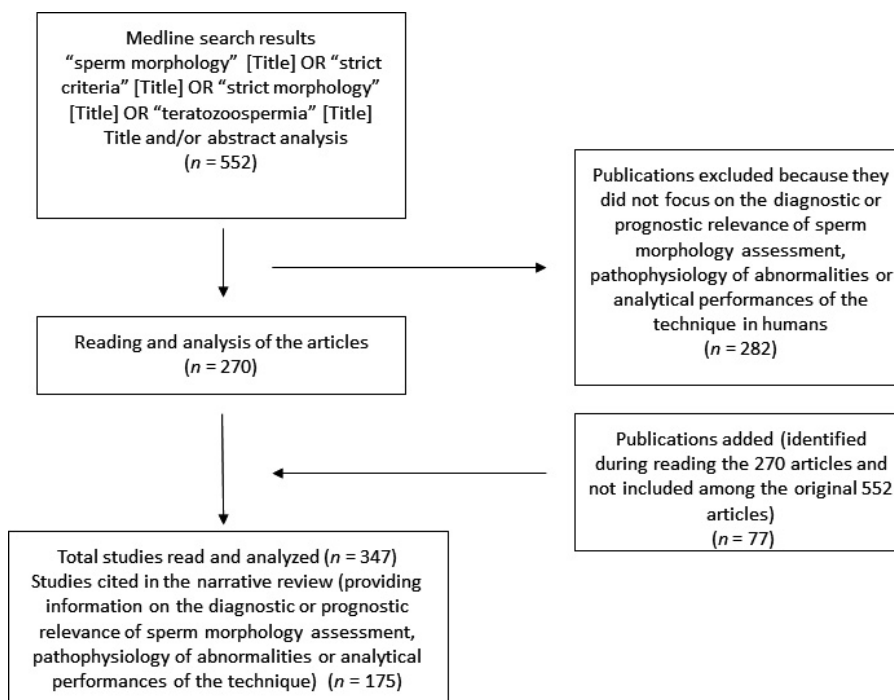 Medline search results
“sperm morphology” [Title] OR “strict
criteria” [Title] OR “strict morphology”
[Title] OR “teratozoospermia” [Title]
Title and/or abstract analysis
(n = 552)
Publications excluded because they
did not focus on the diagnostic or
prognostic relevance of sperm
morphology assessment,
pathophysiology of abnormalities or
analytical performances of the
technique in humans
(n = 282)
Reading and analysis of the articles
(n = 270)
Publications added (identified
during reading the 270 articles and
not included among the original 552
articles)
(n = 77)
Total studies read and analyzed (n = 347)
Studies cited in the narrative review (providing
information on the diagnostic or prognostic
relevance of sperm morphology assessment,
pathophysiology of abnormalities or analytical
performances of the technique) (n = 175)